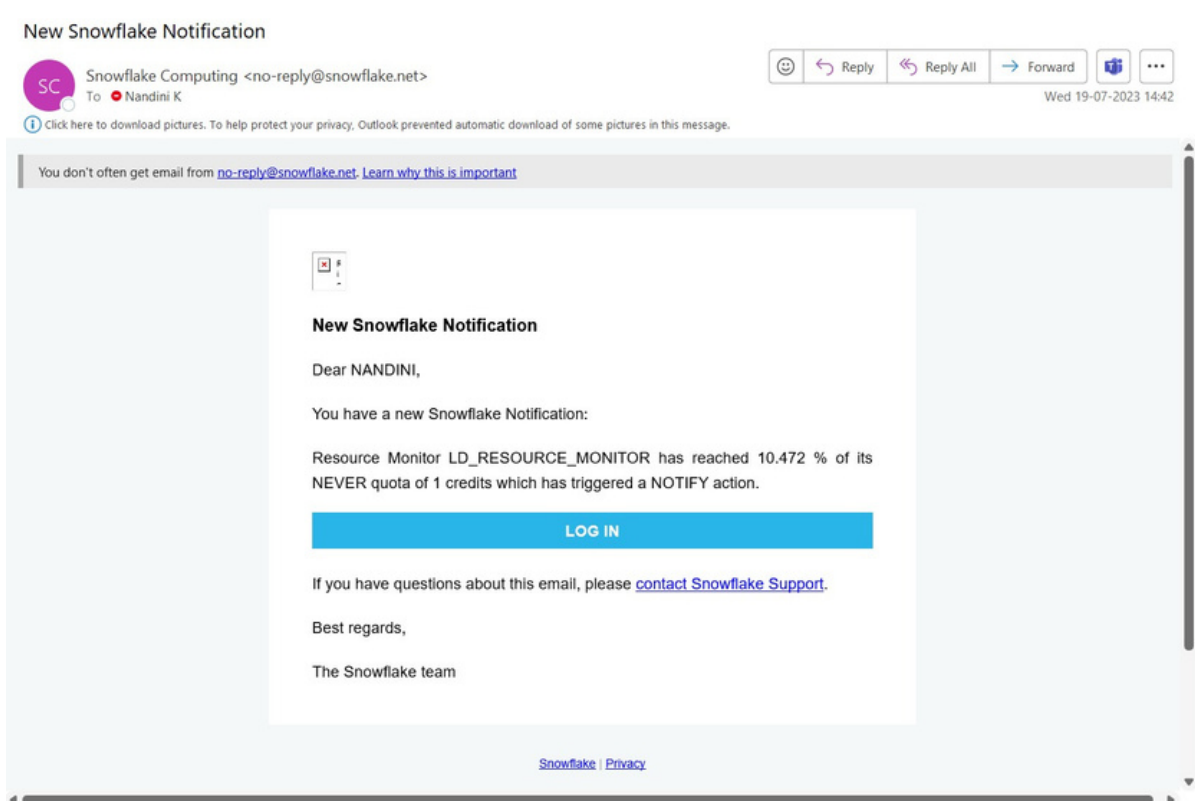 New Snowflake Notification
SC
Snowflake Computing <no-reply@snowflake.net>
To Nandini K
Reply Reply All Forward
Wed 19-07-2023 14:42
Click here to download pictures. To help protect your privacy, Outlook prevented automatic download of some pictures in this message.
You don't often get email from no-reply@snowflake.net. Learn why this is important
New Snowflake Notification
Dear NANDINI,
You have a new Snowflake Notification:
Resource Monitor LD_RESOURCE_MONITOR has reached 10.472 % of its
NEVER quota of 1 credits which has triggered a NOTIFY action.
LOG IN
If you have questions about this email, please contact Snowflake Support.
Best regards,
The Snowflake team
Snowflake | Privacy